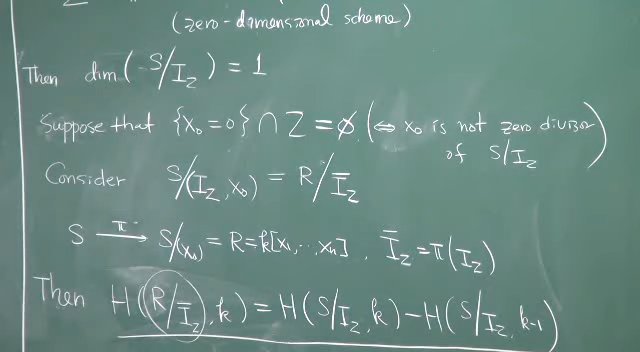 (zero-dimensional scheme)
Then dim( S/I_Z ) = 1
Suppose that {x_0 = 0} ∩ Z = ∅. (⇔ x_0 is not zero divisor
of S/I_Z )
Consider S/(I_Z, x_0) = R/Ī_Z
S —π→ S/(x_0) = R = k[x_1, ⋯, x_n], Ī_Z = π(I_Z)
Then H(R/Ī_Z, k) = H(S/I_Z, k) − H(S/I_Z, k-1)